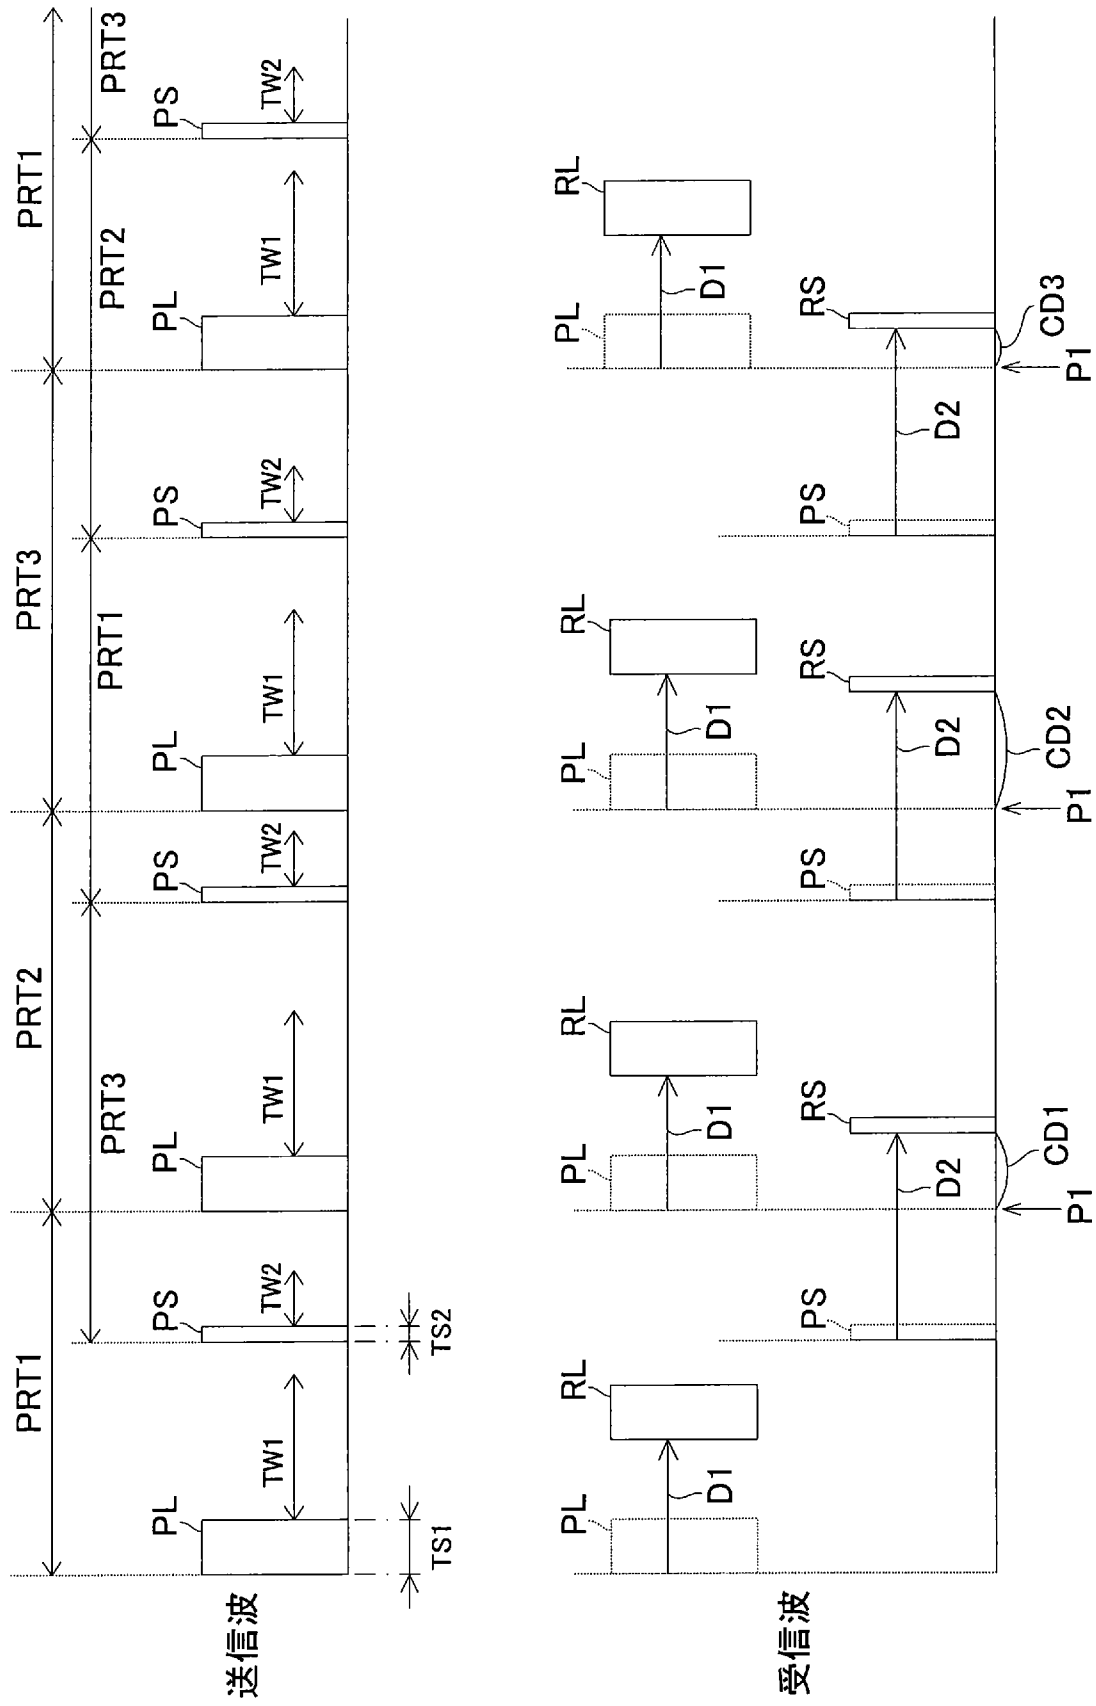 PRT1 PRT2 PRT3 PRT1
PRT3 PRT1 PRT2 PRT3
PL PS PL PS PL PS PL PS
TW1 TW2 TW1 TW2 TW1 TW2 TW1 TW2
送信波
TS1 TS2
PL RL PL RL PL RL PL RL
D1 D1 D1 D1
PS RS PS RS PS RS
受信波
D2 D2 D2
CD1 CD2 CD3
P1 P1 P1